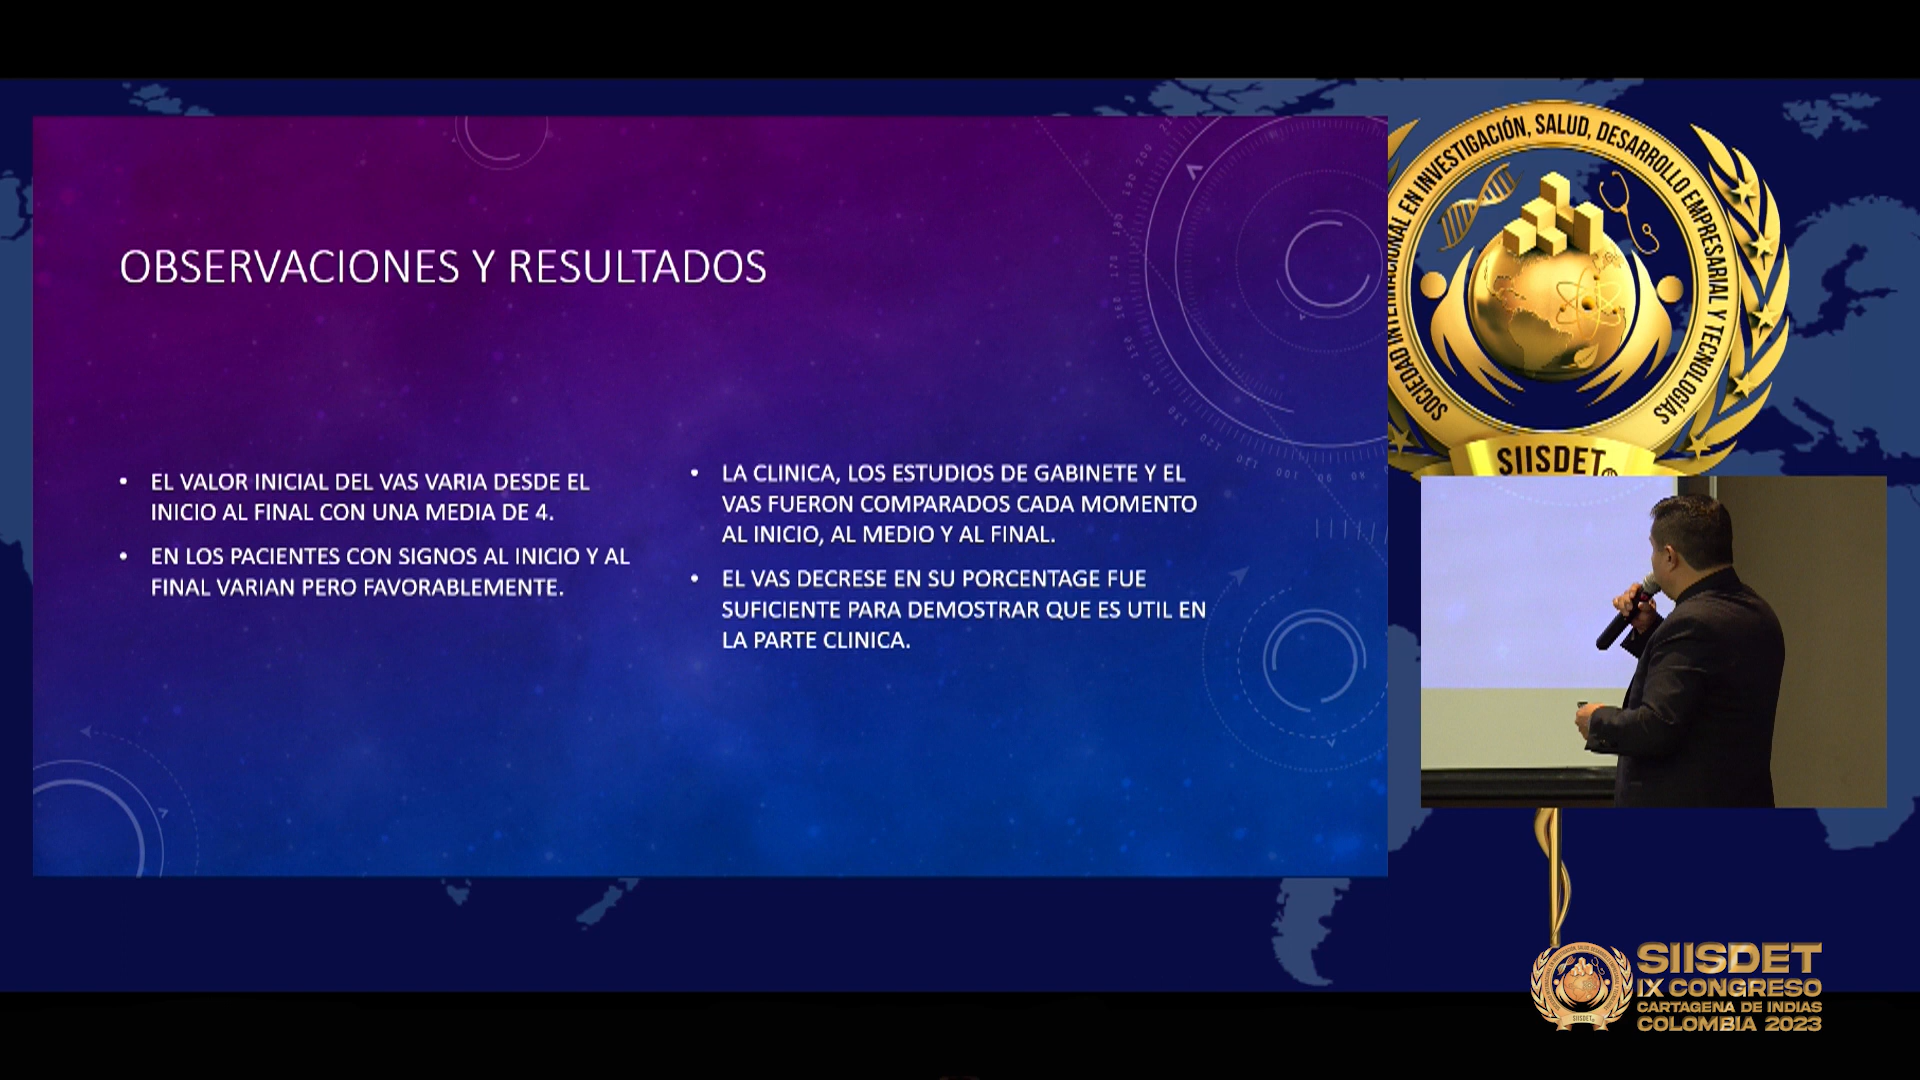 OBSERVACIONES Y RESULTADOS
• EL VALOR INICIAL DEL VAS VARIA DESDE EL
INICIO AL FINAL CON UNA MEDIA DE 4.
• EN LOS PACIENTES CON SIGNOS AL INICIO Y AL
FINAL VARIAN PERO FAVORABLEMENTE.
• LA CLINICA, LOS ESTUDIOS DE GABINETE Y EL
VAS FUERON COMPARADOS CADA MOMENTO
AL INICIO, AL MEDIO Y AL FINAL.
• EL VAS DECRESE EN SU PORCENTAGE FUE
SUFICIENTE PARA DEMOSTRAR QUE ES UTIL EN
LA PARTE CLINICA.
SOCIEDAD INTERNACIONAL EN INVESTIGACIÓN, SALUD, DESARROLLO EMPRESARIAL Y TECNOLOGÍAS
SIISDET®
SIISDET
IX CONGRESO
CARTAGENA DE INDIAS
COLOMBIA 2023